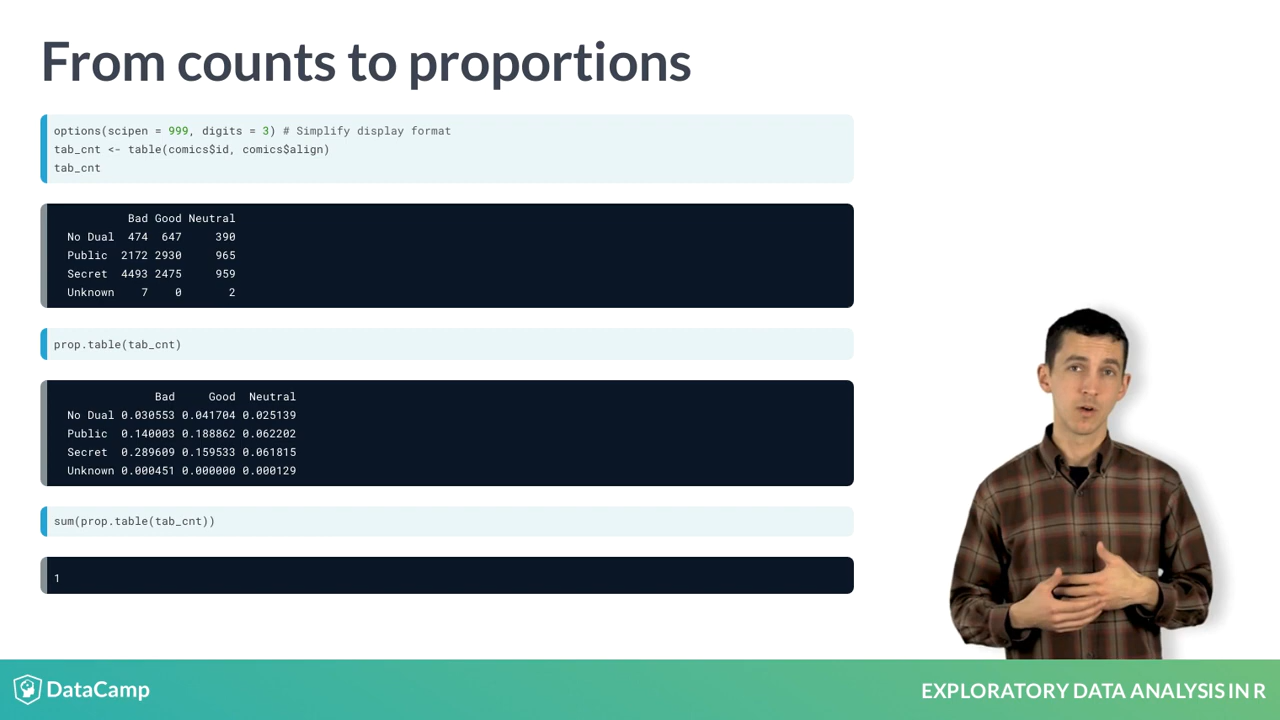 From counts to proportions
options(scipen = 999, digits = 3) # Simplify display format
tab_cnt <- table(comics$id, comics$align)
tab_cnt
Bad Good Neutral
No Dual 474 647 390
Public 2172 2930 965
Secret 4493 2475 959
Unknown 7 0 2
prop.table(tab_cnt)
Bad Good Neutral
No Dual 0.030553 0.041704 0.025139
Public 0.140003 0.188862 0.062202
Secret 0.289609 0.159533 0.061815
Unknown 0.000451 0.000000 0.000129
sum(prop.table(tab_cnt))
1
DataCamp
EXPLORATORY DATA ANALYSIS IN R